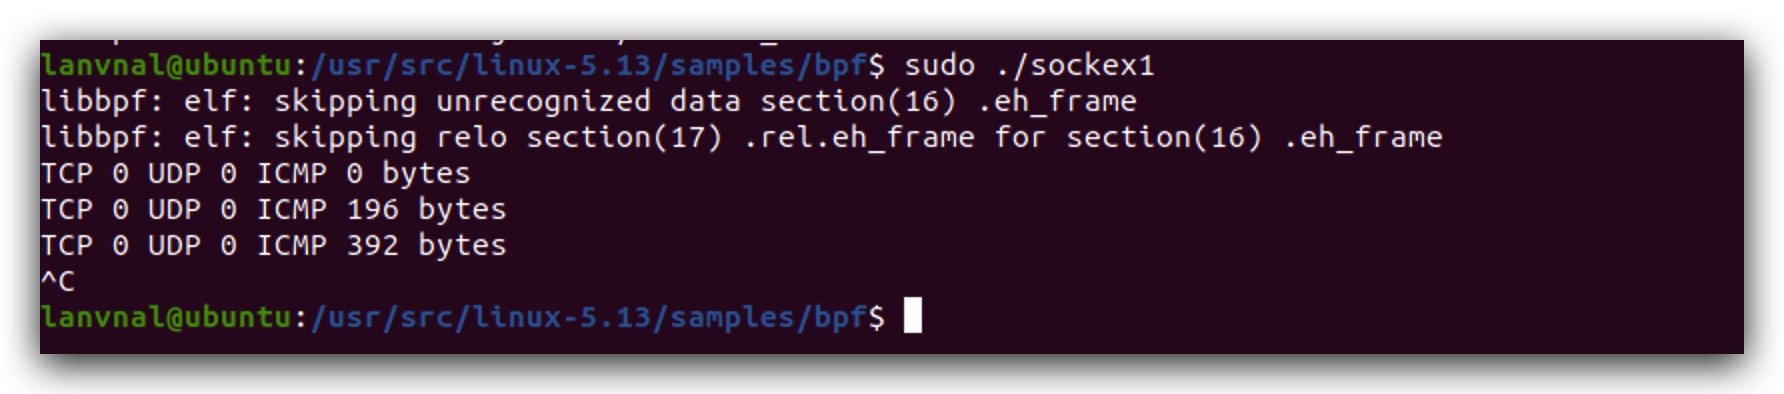 lanvnal@ubuntu:/usr/src/linux-5.13/samples/bpf$ sudo ./sockex1
libbpf: elf: skipping unrecognized data section(16) .eh_frame
libbpf: elf: skipping relo section(17) .rel.eh_frame for section(16) .eh_frame
TCP 0 UDP 0 ICMP 0 bytes
TCP 0 UDP 0 ICMP 196 bytes
TCP 0 UDP 0 ICMP 392 bytes
^C
lanvnal@ubuntu:/usr/src/linux-5.13/samples/bpf$